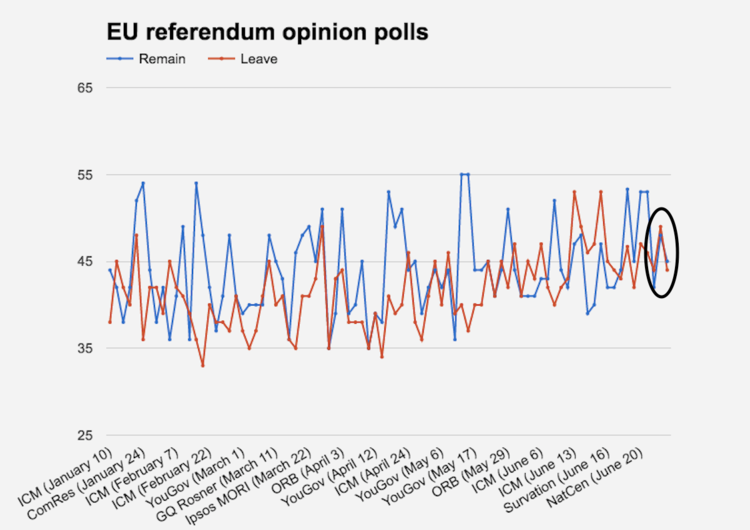 EU referendum opinion polls
Remain
Leave
65
55
45
35
25
ICM (January 10)
ComRes (January 24)
ICM (February 7)
ICM (February 22)
YouGov (March 1)
GQ Rosner (March 11)
Ipsos MORI (March 22)
ORB (April 3)
YouGov (April 12)
ICM (April 24)
YouGov (May 6)
YouGov (May 17)
ORB (May 29)
ICM (June 6)
ICM (June 13)
Survation (June 16)
NatCen (June 20)